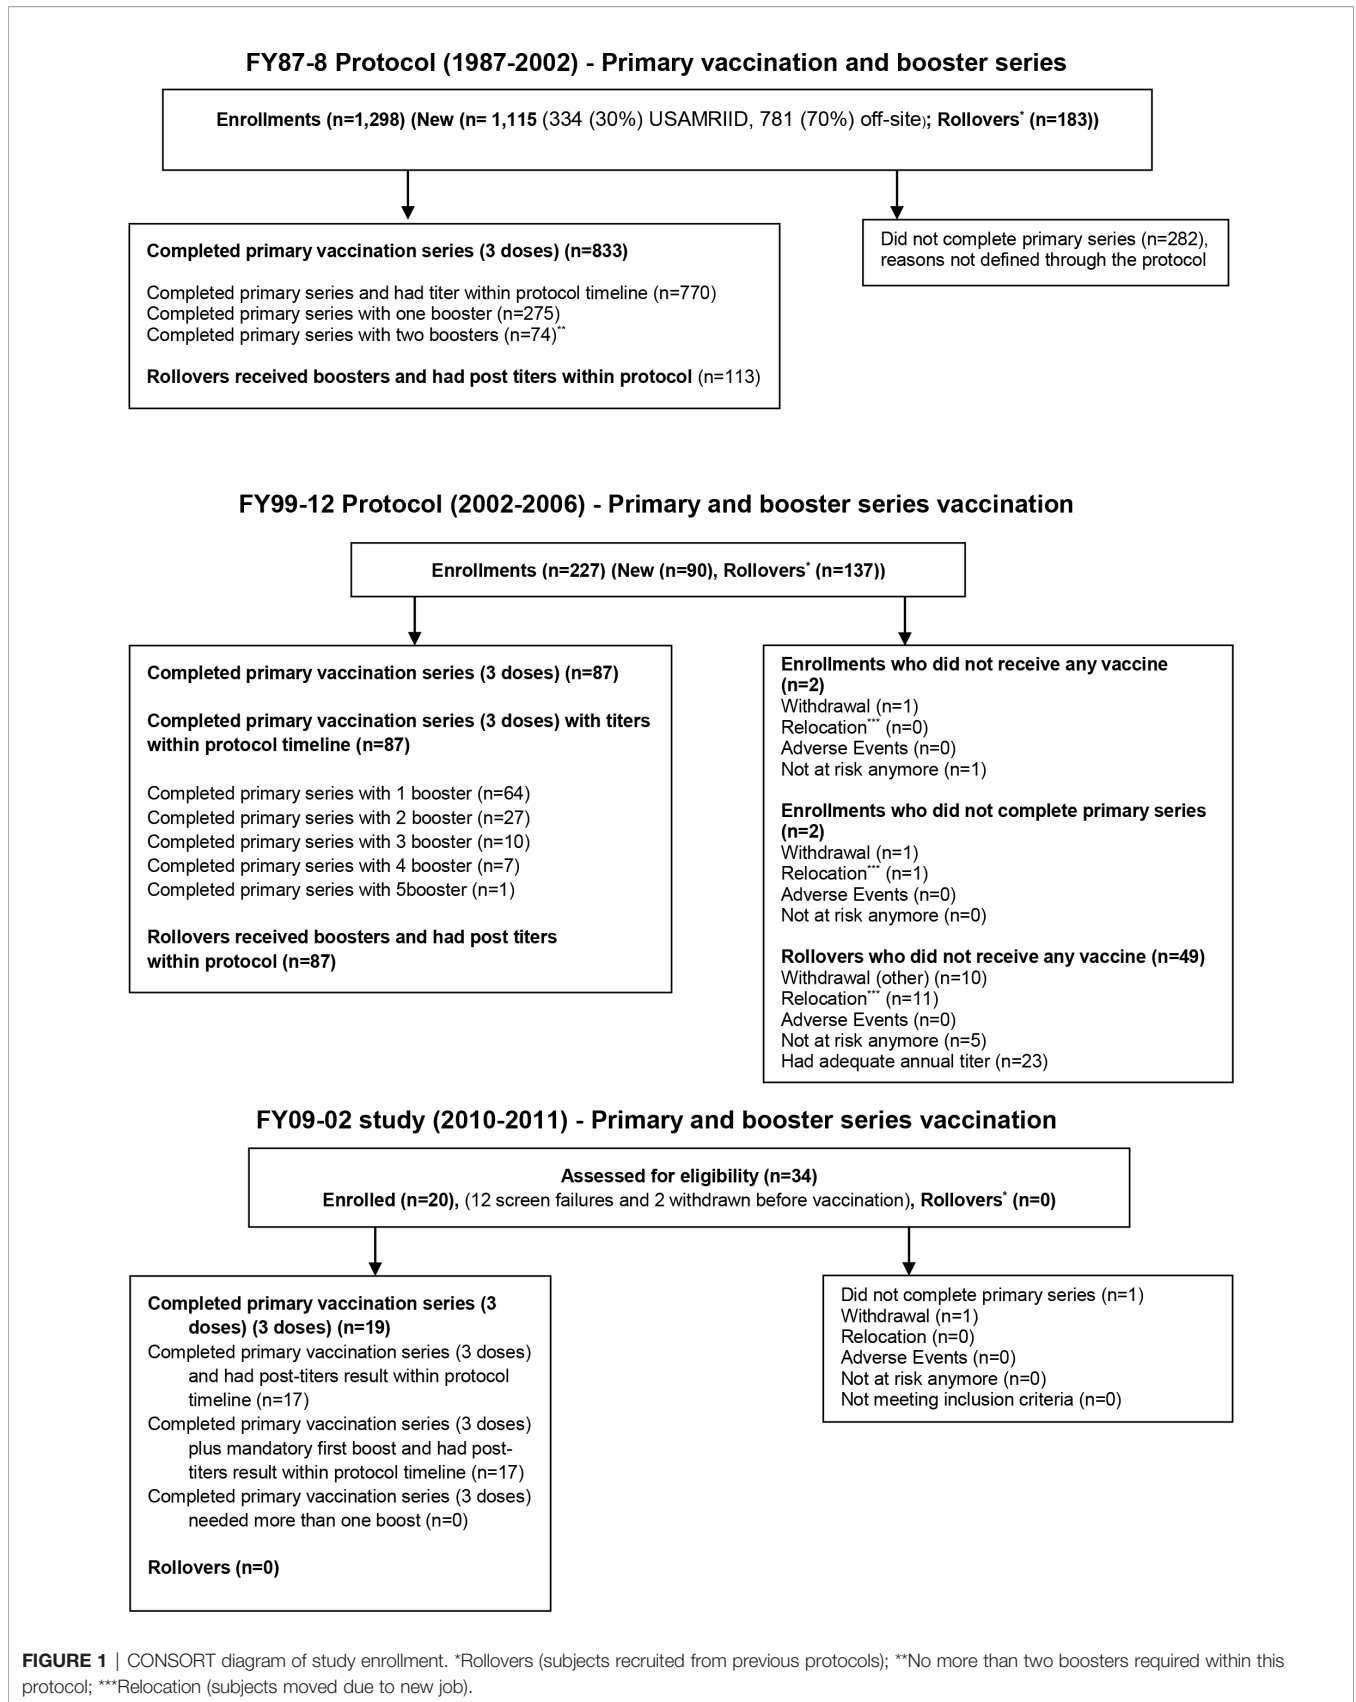 FY87-8 Protocol (1987-2002) - Primary vaccination and booster series
Enrollments (n=1,298) (New (n= 1,115 (334 (30%) USAMRIID, 781 (70%) off-site); Rollovers* (n=183))
Completed primary vaccination series (3 doses) (n=833)
Completed primary series and had titer within protocol timeline (n=770)
Completed primary series with one booster (n=275)
Completed primary series with two boosters (n=74)**
Rollovers received boosters and had post titers within protocol (n=113)
Did not complete primary series (n=282),
reasons not defined through the protocol
FY99-12 Protocol (2002-2006) - Primary and booster series vaccination
Enrollments (n=227) (New (n=90), Rollovers* (n=137))
Completed primary vaccination series (3 doses) (n=87)
Completed primary vaccination series (3 doses) with titers
within protocol timeline (n=87)
Completed primary series with 1 booster (n=64)
Completed primary series with 2 booster (n=27)
Completed primary series with 3 booster (n=10)
Completed primary series with 4 booster (n=7)
Completed primary series with 5booster (n=1)
Rollovers received boosters and had post titers
within protocol (n=87)
Enrollments who did not receive any vaccine
(n=2)
Withdrawal (n=1)
Relocation*** (n=0)
Adverse Events (n=0)
Not at risk anymore (n=1)
Enrollments who did not complete primary series
(n=2)
Withdrawal (n=1)
Relocation*** (n=1)
Adverse Events (n=0)
Not at risk anymore (n=0)
Rollovers who did not receive any vaccine (n=49)
Withdrawal (other) (n=10)
Relocation*** (n=11)
Adverse Events (n=0)
Not at risk anymore (n=5)
Had adequate annual titer (n=23)
FY09-02 study (2010-2011) - Primary and booster series vaccination
Assessed for eligibility (n=34)
Enrolled (n=20), (12 screen failures and 2 withdrawn before vaccination), Rollovers* (n=0)
Completed primary vaccination series (3
doses) (3 doses) (n=19)
Completed primary vaccination series (3 doses)
and had post-titers result within protocol
timeline (n=17)
Completed primary vaccination series (3 doses)
plus mandatory first boost and had post-
titers result within protocol timeline (n=17)
Completed primary vaccination series (3 doses)
needed more than one boost (n=0)
Rollovers (n=0)
Did not complete primary series (n=1)
Withdrawal (n=1)
Relocation (n=0)
Adverse Events (n=0)
Not at risk anymore (n=0)
Not meeting inclusion criteria (n=0)
FIGURE 1 | CONSORT diagram of study enrollment. *Rollovers (subjects recruited from previous protocols); **No more than two boosters required within this
protocol; ***Relocation (subjects moved due to new job).